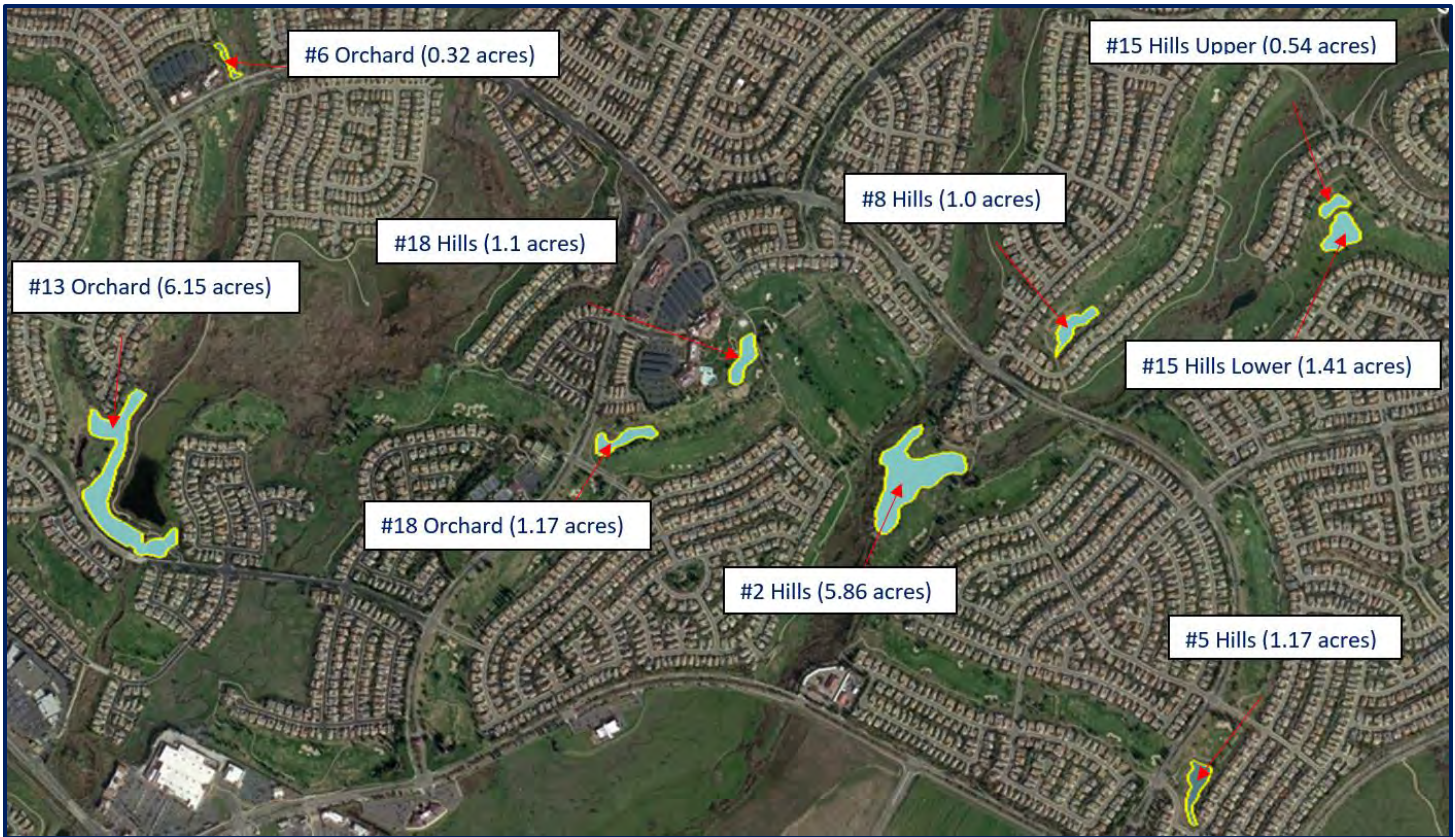 #6 Orchard (0.32 acres)
#15 Hills Upper (0.54 acres)
#8 Hills (1.0 acres)
#18 Hills (1.1 acres)
#13 Orchard (6.15 acres)
#15 Hills Lower (1.41 acres)
#18 Orchard (1.17 acres)
#2 Hills (5.86 acres)
#5 Hills (1.17 acres)